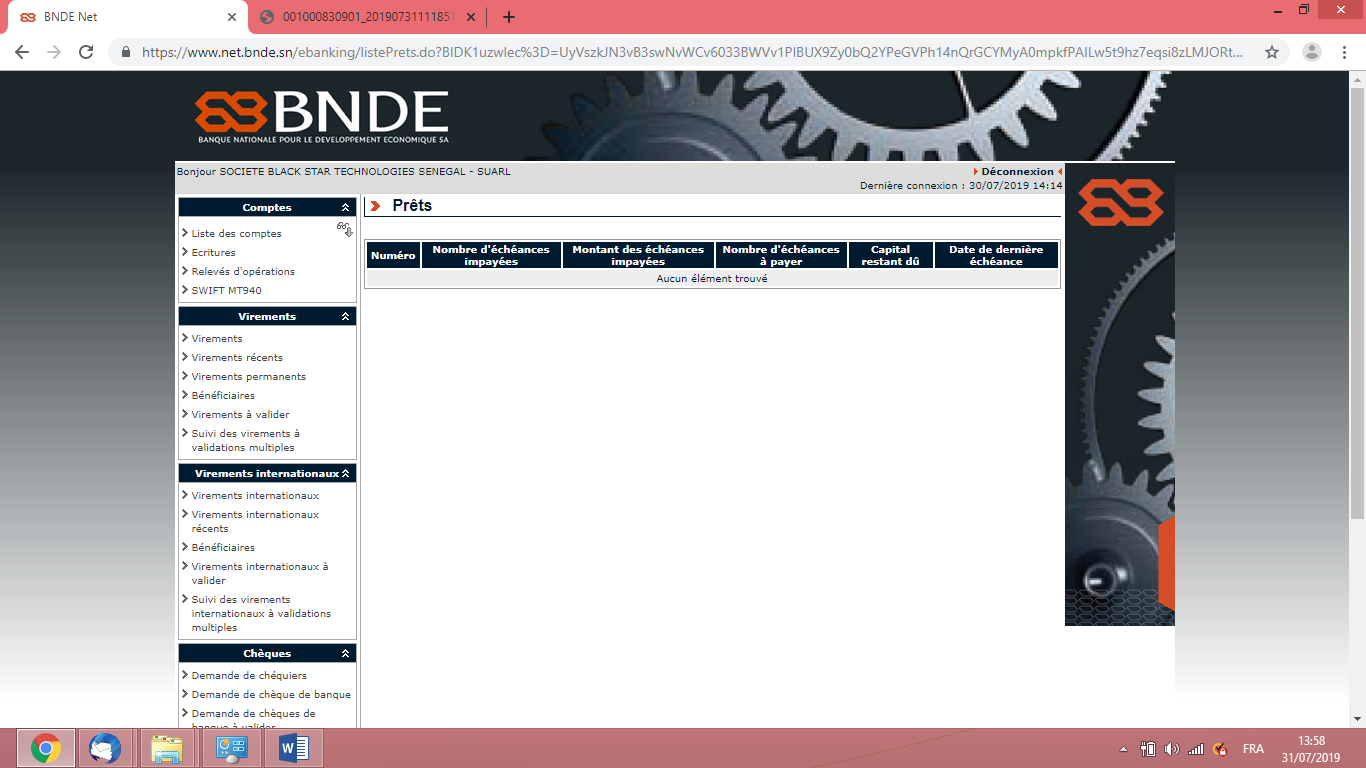 BNDE Net
001000830901_20190731111851
https://www.net.bnde.sn/ebanking/listePrets.do?BIDK1uzwIec%3D=UyVszkJN3vB3swNvWCv6033BWVv1PIBUX9Zy0bQ2YPeGVPh14nQrGCYMyA0mpkfPAILw5t9hz7eqsi8zLMJORt...
BNDE
BANQUE NATIONALE POUR LE DEVELOPPEMENT ECONOMIQUE SA
Bonjour SOCIETE BLACK STAR TECHNOLOGIES SENEGAL - SUARL
Déconnexion
Dernière connexion : 30/07/2019 14:14
Comptes
Liste des comptes
Ecritures
Relevés d'opérations
SWIFT MT940
Virements
Virements
Virements récents
Virements permanents
Bénéficiaires
Virements à valider
Suivi des virements à
validations multiples
Virements internationaux
Virements internationaux
Virements internationaux
récents
Bénéficiaires
Virements internationaux à
valider
Suivi des virements
internationaux à validations
multiples
Chèques
Demande de chéquiers
Demande de chèque de banque
Demande de chèques de
banque à valider
Prêts
Numéro
Nombre d'échéances
impayées
Montant des échéances
impayées
Nombre d'échéances
à payer
Capital
restant dû
Date de dernière
échéance
Aucun élément trouvé
FRA
13:58
31/07/2019